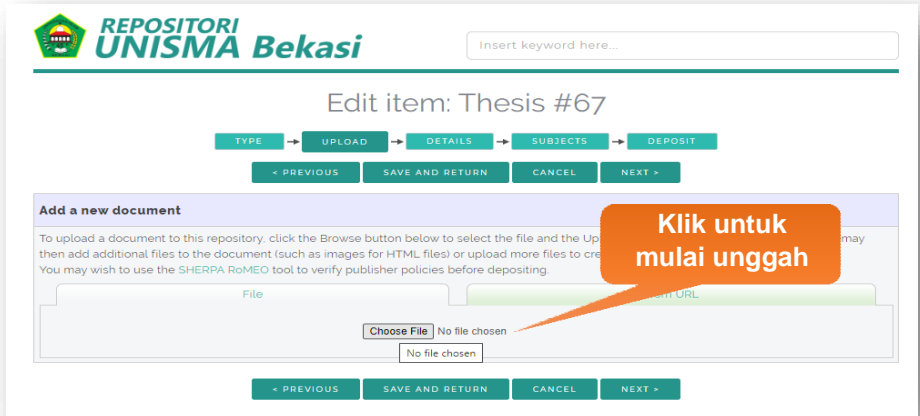 REPOSITORI
UNISMA Bekasi
Insert keyword here...
Edit item: Thesis #67
TYPE
UPLOAD
DETAILS
SUBJECTS
DEPOSIT
< PREVIOUS
SAVE AND RETURN
CANCEL
NEXT >
Add a new document
To upload a document to this repository, click the Browse button below to select the file and the Up
may
then add additional files to the document (such as images for HTML files) or upload more files to cre
You may wish to use the SHERPA RoMEO tool to verify publisher policies before depositing.
Klik untuk
mulai unggah
File
URL
Choose File No file chosen
No file chosen
< PREVIOUS
SAVE AND RETURN
CANCEL
NEXT >